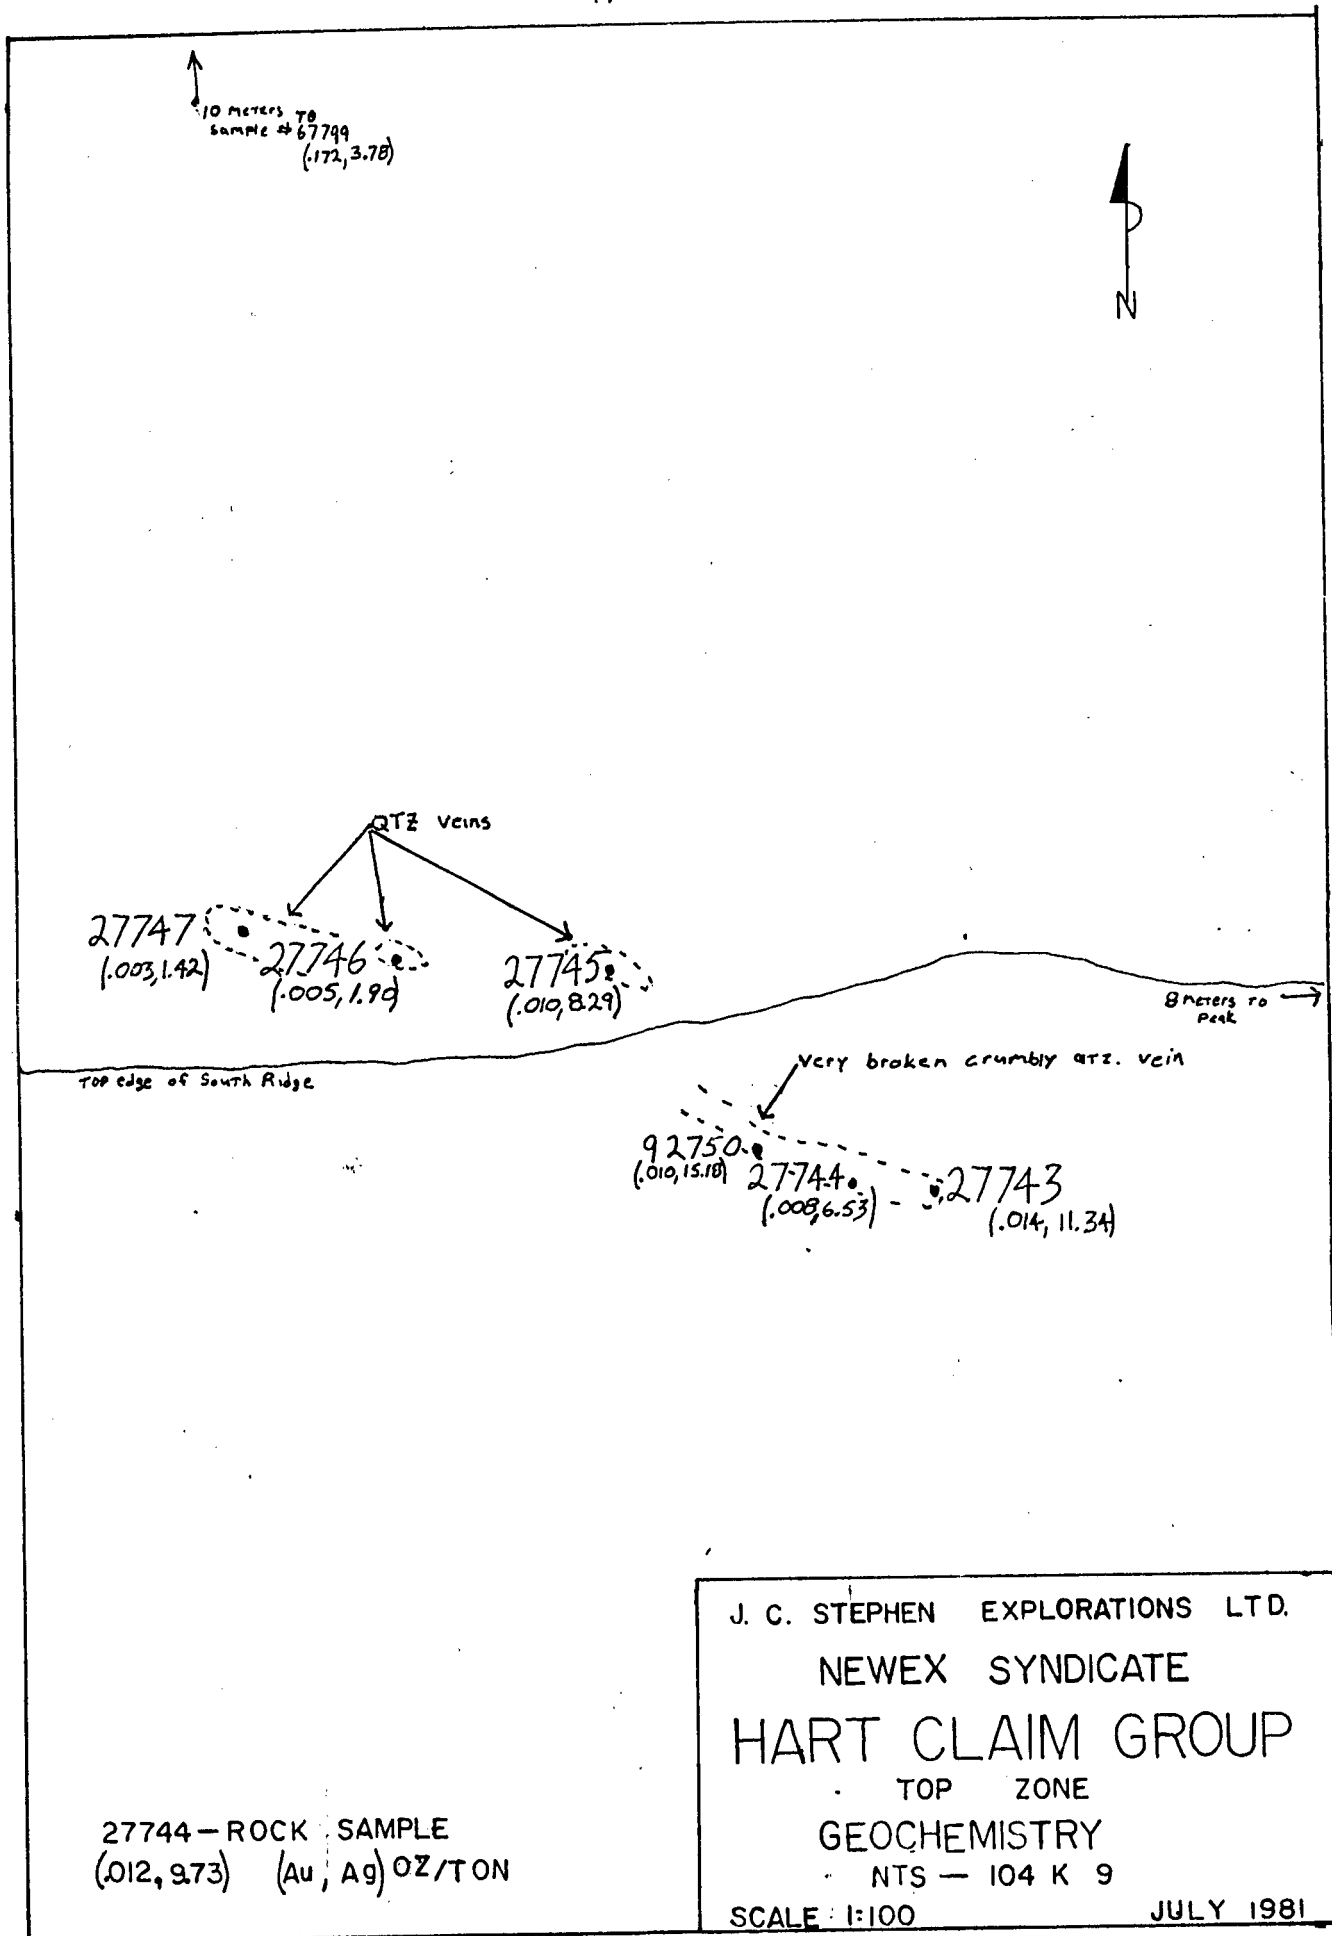 10 meters TO
sample # 67799
(.172, 3.78)
N
QTZ veins
27747
(.003, 1.42)
27746
(.005, 1.90)
27745
(.010, 8.29)
8 meters TO
Peak
TOP edge of South Ridge
very broken crumbly QTZ. vein
92750
(.010, 15.18)
27744
(.008, 6.53)
27743
(.014, 11.34)
J. C. STEPHEN EXPLORATIONS LTD.
NEWEX SYNDICATE
HART CLAIM GROUP
TOP ZONE
GEOCHEMISTRY
NTS — 104 K 9
SCALE : 1:100 JULY 1981
27744 — ROCK SAMPLE
(.012, 9.73) (Au, Ag) OZ/TON